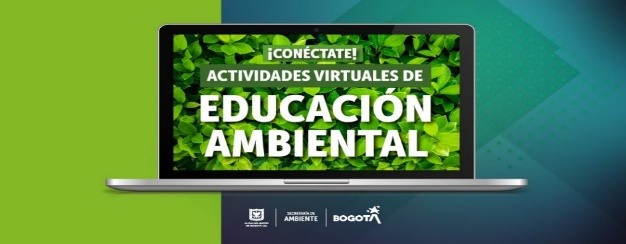 ¡CONÉCTATE!
ACTIVIDADES VIRTUALES DE
EDUCACIÓN
AMBIENTAL
SECRETARÍA DE
AMBIENTE
BOGOTÁ